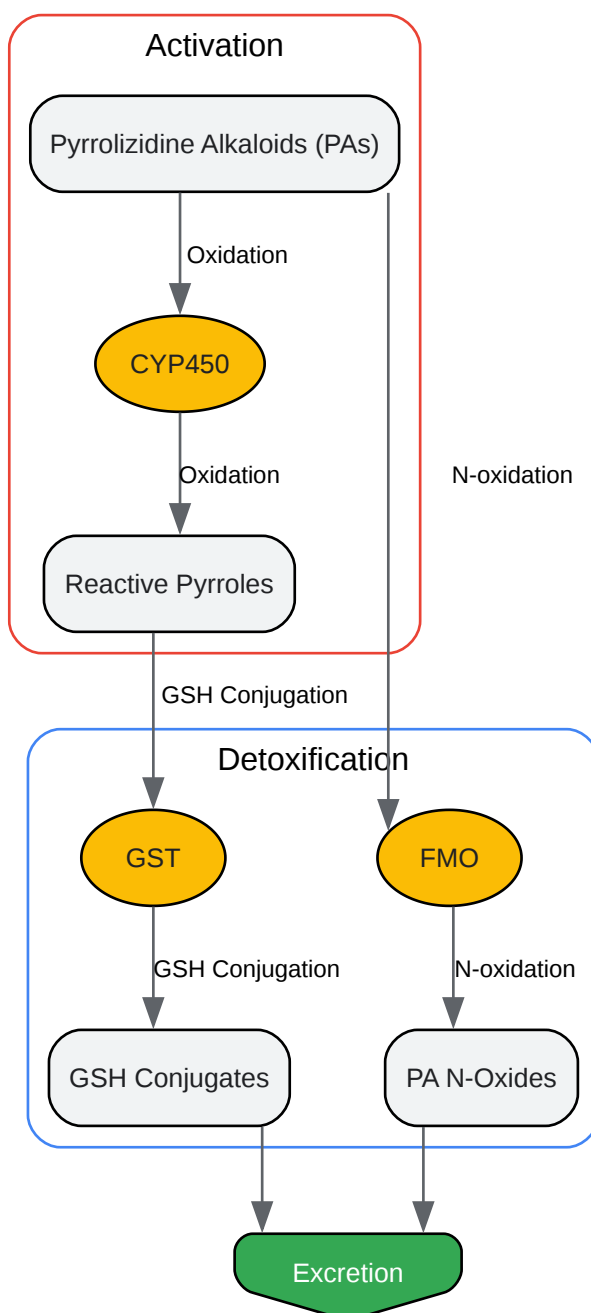 Activation
Pyrrolizidine Alkaloids (PAs)
Oxidation
CYP450
Oxidation
N-oxidation
Reactive Pyrroles
GSH Conjugation
Detoxification
GST
FMO
GSH Conjugation
N-oxidation
GSH Conjugates
PA N-Oxides
Excretion